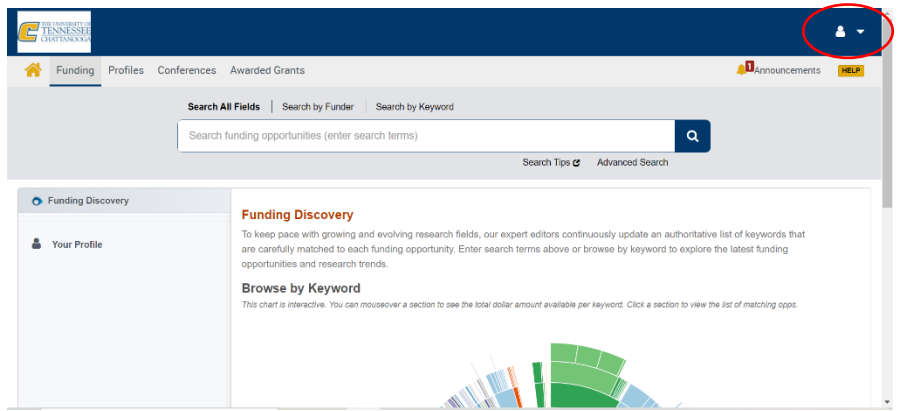 THE UNIVERSITY OF
TENNESSEE
CHATTANOOGA
Funding Profiles Conferences Awarded Grants
1 Announcements HELP
Search All Fields Search by Funder Search by Keyword
Search funding opportunities (enter search terms)
Search Tips Advanced Search
Funding Discovery
Your Profile
Funding Discovery
To keep pace with growing and evolving research fields, our expert editors continuously update an authoritative list of keywords that
are carefully matched to each funding opportunity. Enter search terms above or browse by keyword to explore the latest funding
opportunities and research trends.
Browse by Keyword
This chart is interactive. You can mouseover a section to see the total dollar amount available per keyword. Click a section to view the list of matching opps.